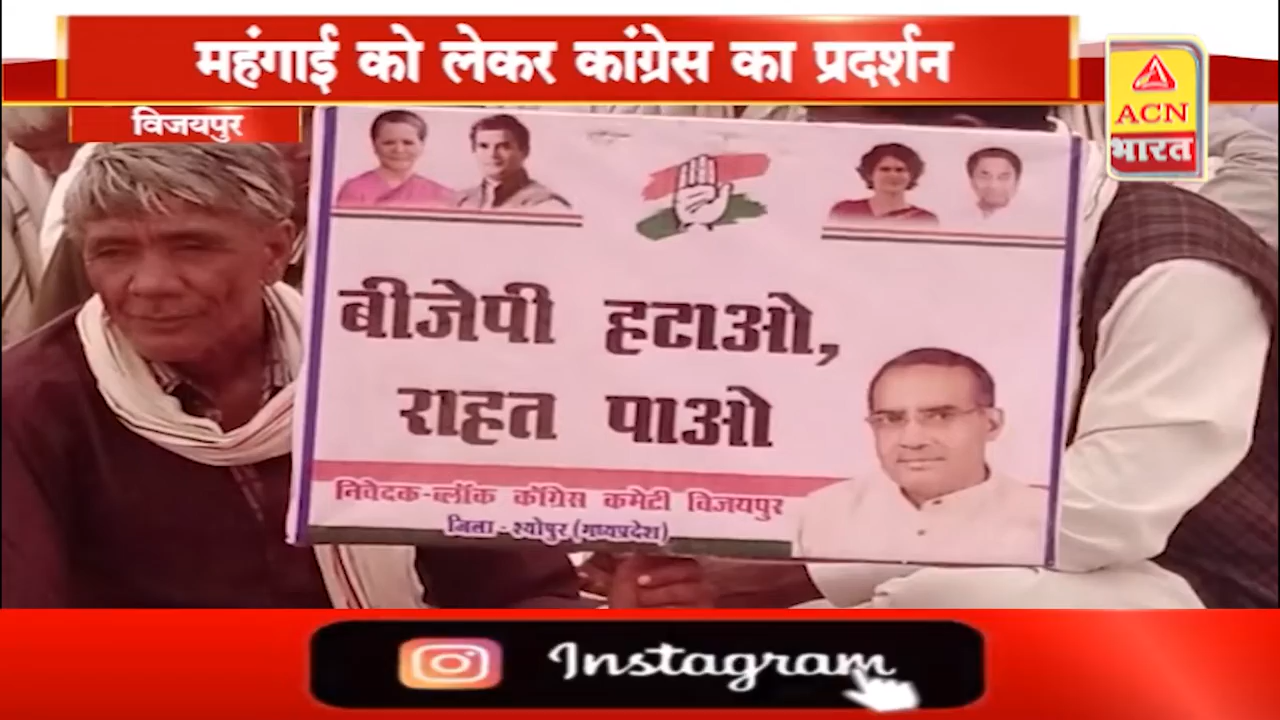 महंगाई को लेकर कांग्रेस का प्रदर्शन
विजयपुर
ACN
भारत
बीजेपी हटाओ,
राहत पाओ
निवेदक-ब्लॉक कॉंग्रेस कमेटी विजयपुर
जिला - श्योपुर (मध्यप्रदेश)
Instagram